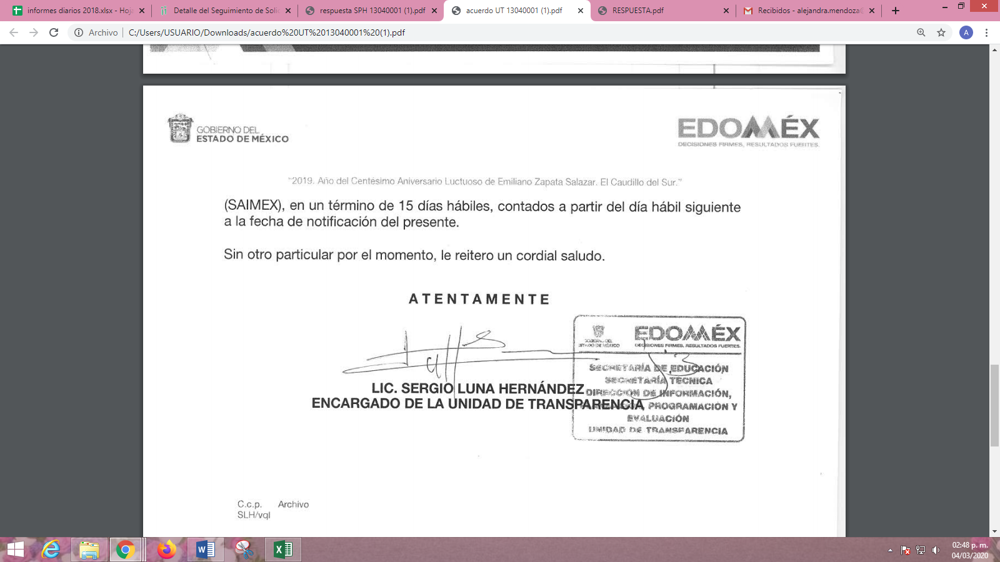 informes diarios 2018.xlsx - Hoja
Detalle del Seguimiento de Solic
respuesta SPH 13040001 (1).pdf
acuerdo UT 13040001 (1).pdf
RESPUESTA.pdf
Recibidos - alejandra.mendoza
Archivo
C:/Users/USUARIO/Downloads/acuerdo%20UT%2013040001%20(1).pdf
A
GOBIERNO DEL
ESTADO DE MÉXICO
EDOMÉX
DECISIONES FIRMES, RESULTADOS FUERTES.
"2019. Año del Centésimo Aniversario Luctuoso de Emiliano Zapata Salazar. El Caudillo del Sur."
(SAIMEX), en un término de 15 días hábiles, contados a partir del día hábil siguiente
a la fecha de notificación del presente.
Sin otro particular por el momento, le reitero un cordial saludo.
ATENTAMENTE
GOBIERNO DEL
ESTADO DE MÉXICO
EDOMÉX
DECISIONES FIRMES, RESULTADOS FUERTES.
SECRETARÍA DE EDUCACIÓN
SECRETARÍA TÉCNICA
DIRECCIÓN DE INFORMACIÓN,
PROGRAMACIÓN Y
EVALUACIÓN
UNIDAD DE TRANSPARENCIA
LIC. SERGIO LUNA HERNÁNDEZ
ENCARGADO DE LA UNIDAD DE TRANSPARENCIA
C.c.p. Archivo
SLH/vql
02:48 p. m.
04/03/2020